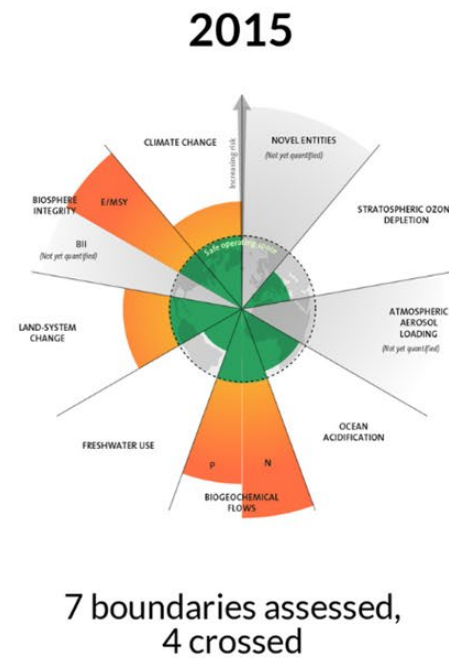 2015
CLIMATE CHANGE
Increasing risk
NOVEL ENTITIES
(Not yet quantified)
STRATOSPHERIC OZON
DEPLETION
ATMOSPHERIC
AEROSOL
LOADING
(Not yet quantified)
OCEAN
ACIDIFICATION
N
P
BIOGEOCHEMICAL
FLOWS
FRESHWATER USE
LAND-SYSTEM
CHANGE
BII
(Not yet quantified)
BIOSPHERE
INTEGRITY
E/MSY
Safe operating space
7 boundaries assessed,
4 crossed